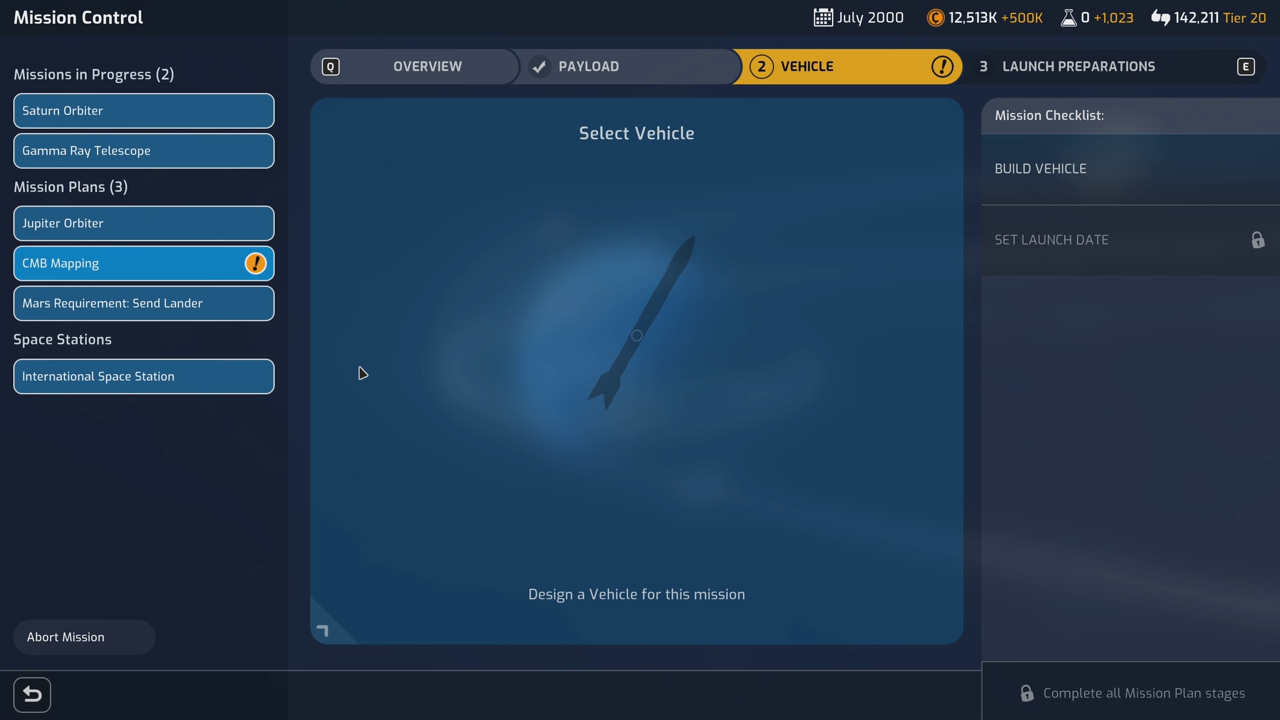 Mission Control
July 2000
12,513K +500K
0 +1,023
142,211 Tier 20
Missions in Progress (2)
Saturn Orbiter
Gamma Ray Telescope
Mission Plans (3)
Jupiter Orbiter
CMB Mapping
!
Mars Requirement: Send Lander
Space Stations
International Space Station
Abort Mission
Q
OVERVIEW
PAYLOAD
2 VEHICLE
!
3 LAUNCH PREPARATIONS
E
Select Vehicle
Design a Vehicle for this mission
Mission Checklist:
BUILD VEHICLE
SET LAUNCH DATE
Complete all Mission Plan stages